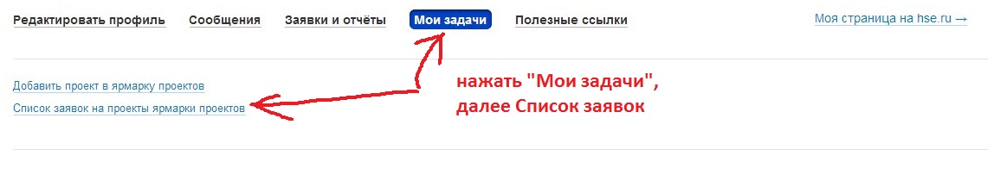 Редактировать профиль Сообщения Заявки и отчёты Мои задачи Полезные ссылки Моя страница на hse.ru →
Добавить проект в ярмарку проектов
Список заявок на проекты ярмарки проектов
нажать "Мои задачи",
далее Список заявок